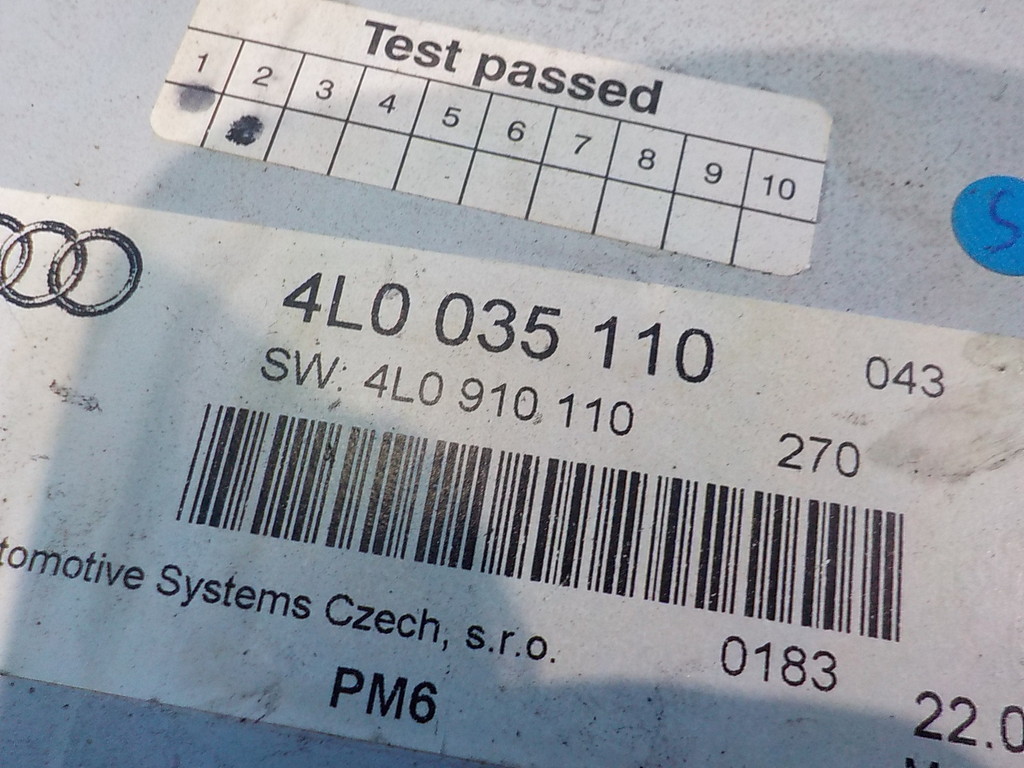 Test passed
1 2 3 4 5 6 7 8 9 10
S
4L0 035 110 043
SW: 4L0 910 110 270
tomotive Systems Czech, s.r.o. 0183
PM6 22.0